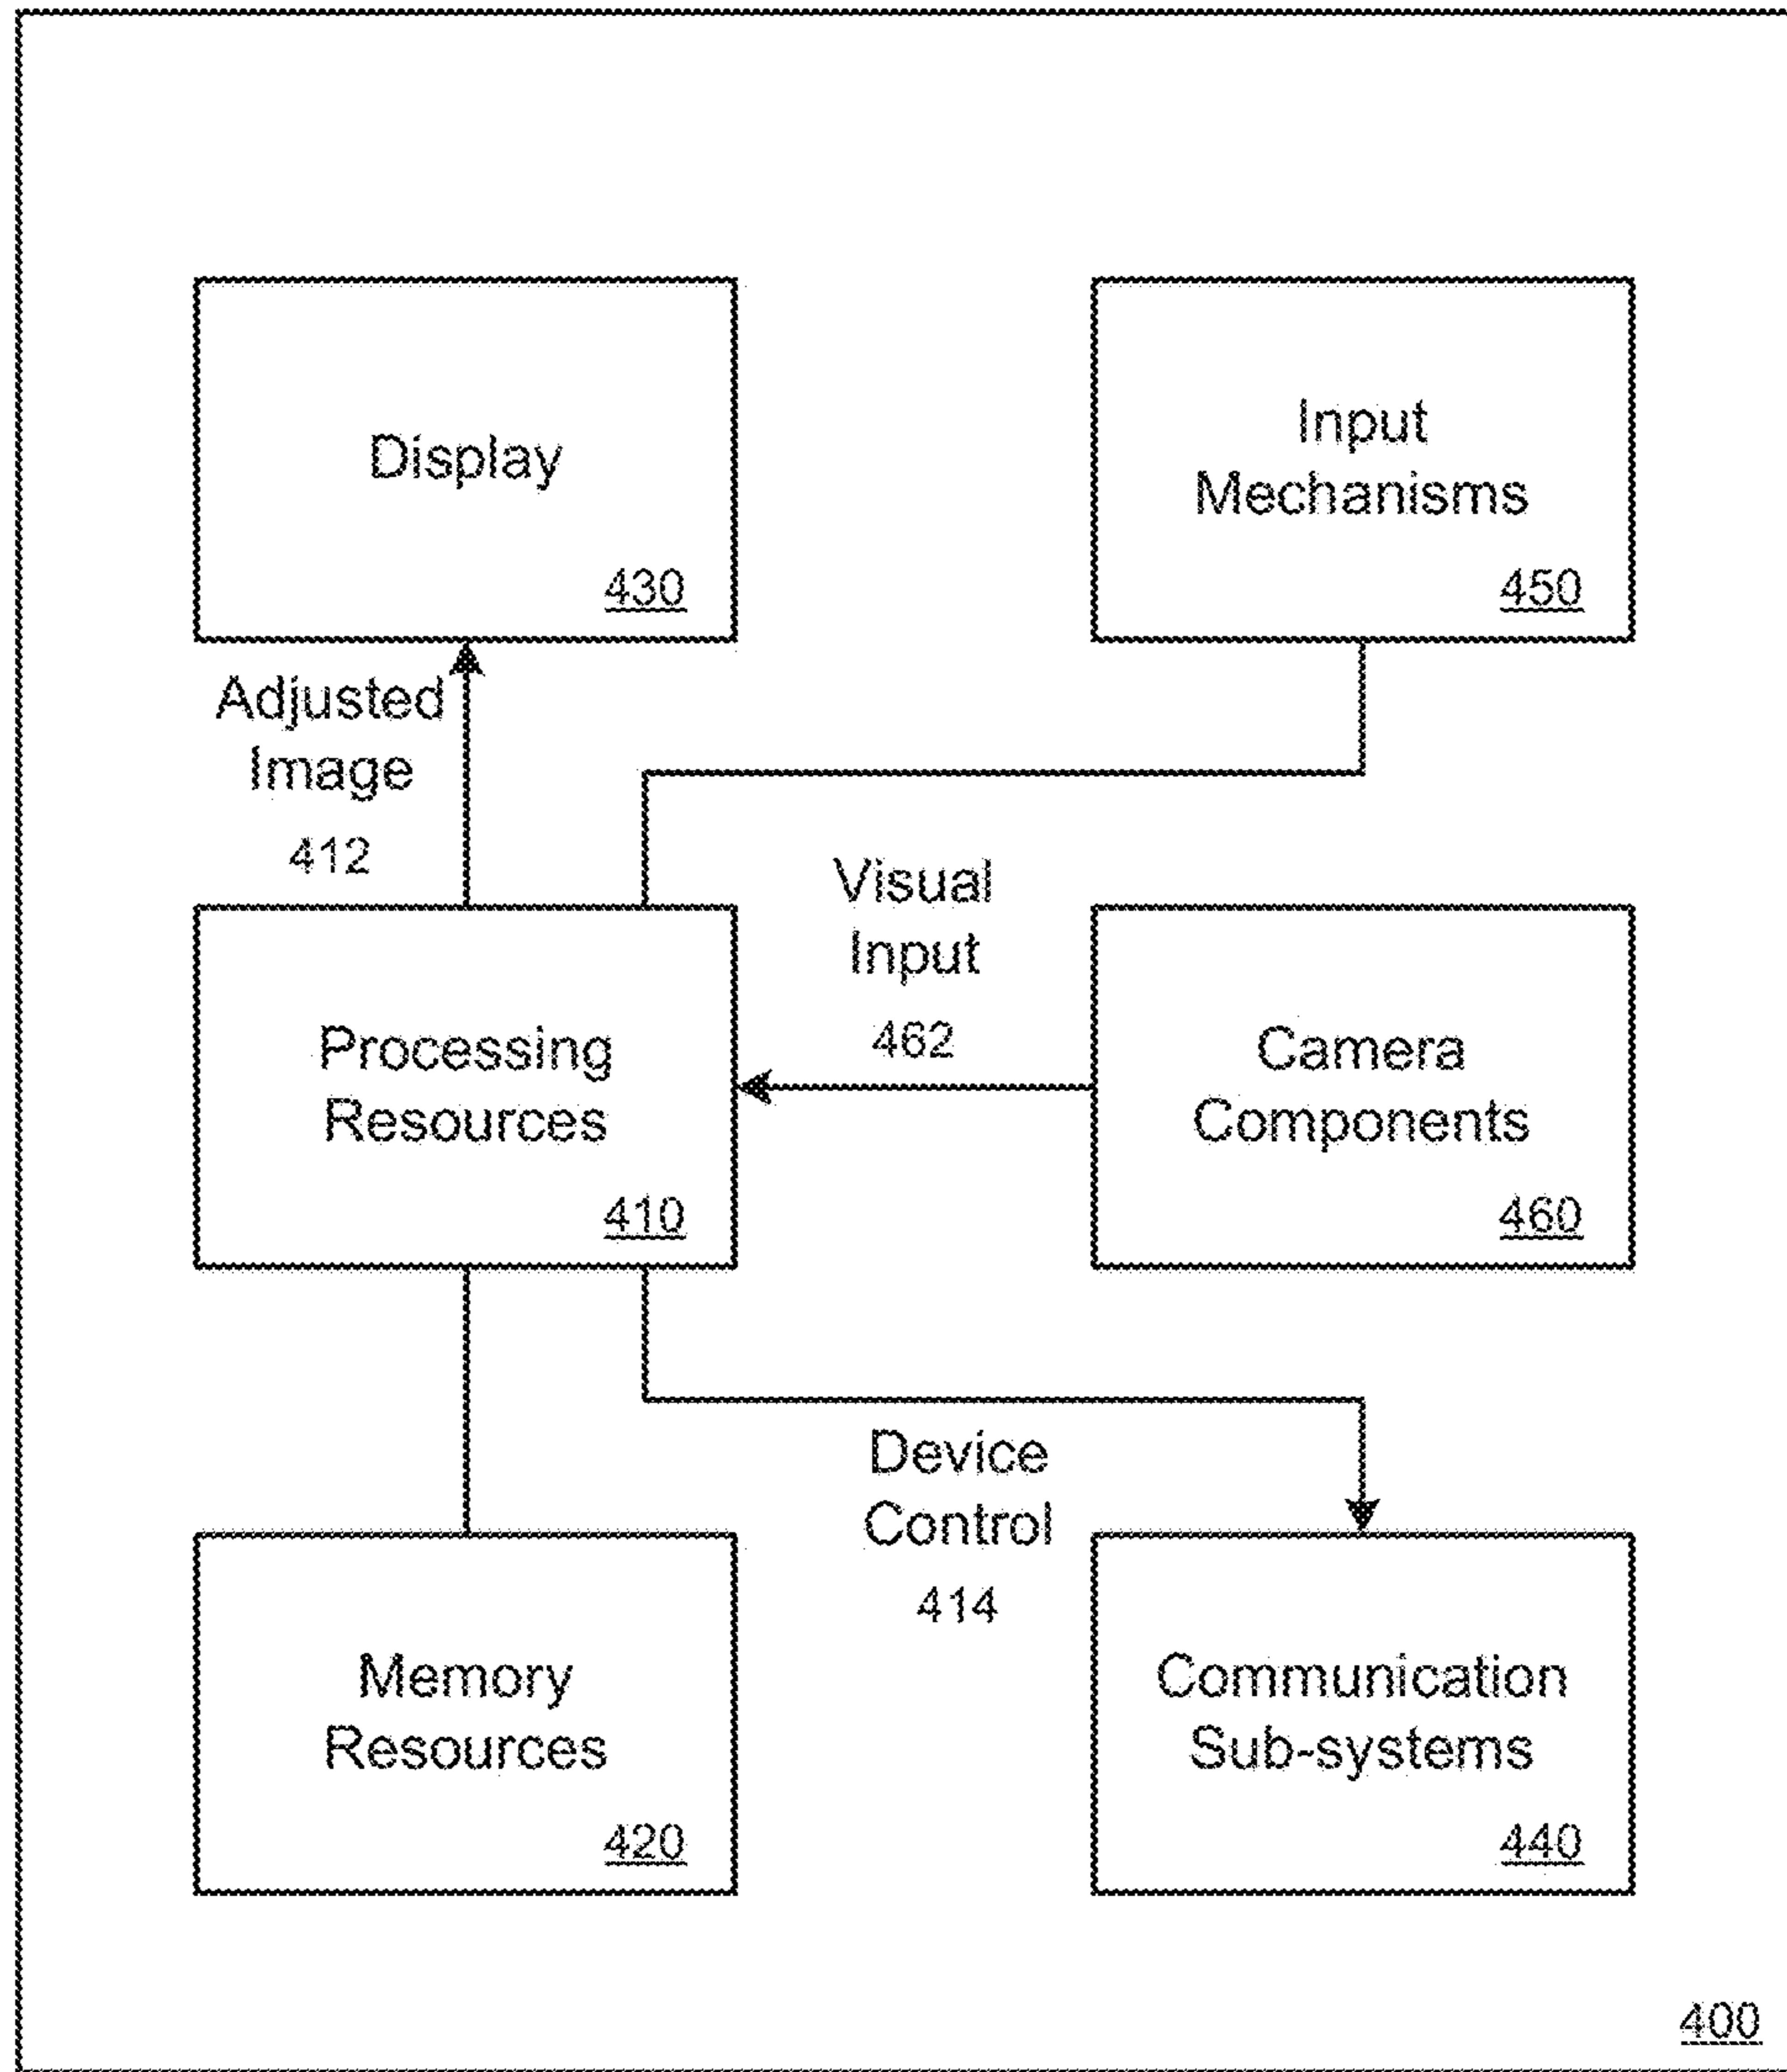 Display
430
Input
Mechanisms
450
Adjusted
Image
412
Visual
Input
462
Processing
Resources
410
Camera
Components
460
Device
Control
414
Memory
Resources
420
Communication
Sub-systems
440
400